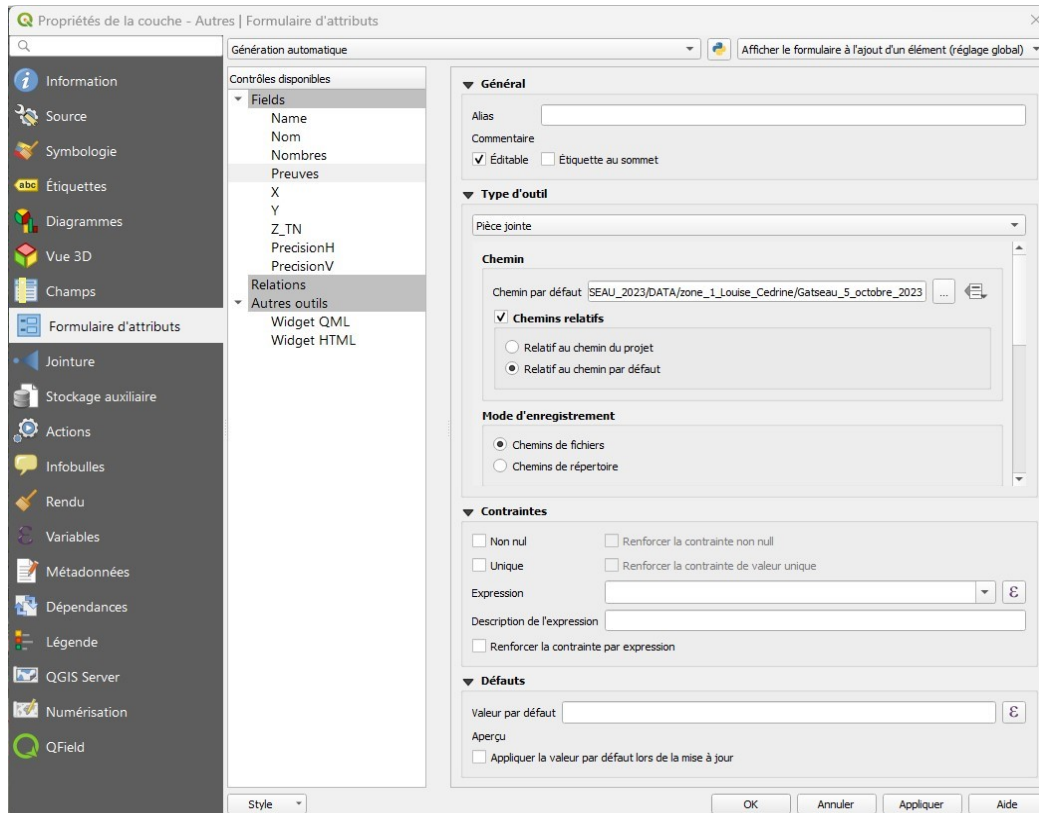 Propriétés de la couche - Autres | Formulaire d'attributs
Génération automatique
Afficher le formulaire à l'ajout d'un élément (réglage global)
Information
Source
Symbologie
abc Étiquettes
Diagrammes
Vue 3D
Champs
Formulaire d'attributs
Jointure
Stockage auxiliaire
Actions
Infobulles
Rendu
Variables
Métadonnées
Dépendances
Légende
QGIS Server
Numérisation
QField
Contrôles disponibles
Fields
Name
Nom
Nombres
Preuves
X
Y
Z_TN
PrecisionH
PrecisionV
Relations
Autres outils
Widget QML
Widget HTML
Général
Alias
Commentaire
Éditable Étiquette au sommet
Type d'outil
Pièce jointe
Chemin
Chemin par défaut SEAU_2023/DATA/zone_1_Louise_Cedrine/Gatseau_5_octobre_2023 ...
Chemins relatifs
Relatif au chemin du projet
Relatif au chemin par défaut
Mode d'enregistrement
Chemins de fichiers
Chemins de répertoire
Contraintes
Non nul Renforcer la contrainte non null
Unique Renforcer la contrainte de valeur unique
Expression ε
Description de l'expression
Renforcer la contrainte par expression
Défauts
Valeur par défaut ε
Aperçu
Appliquer la valeur par défaut lors de la mise à jour
Style OK Annuler Appliquer Aide